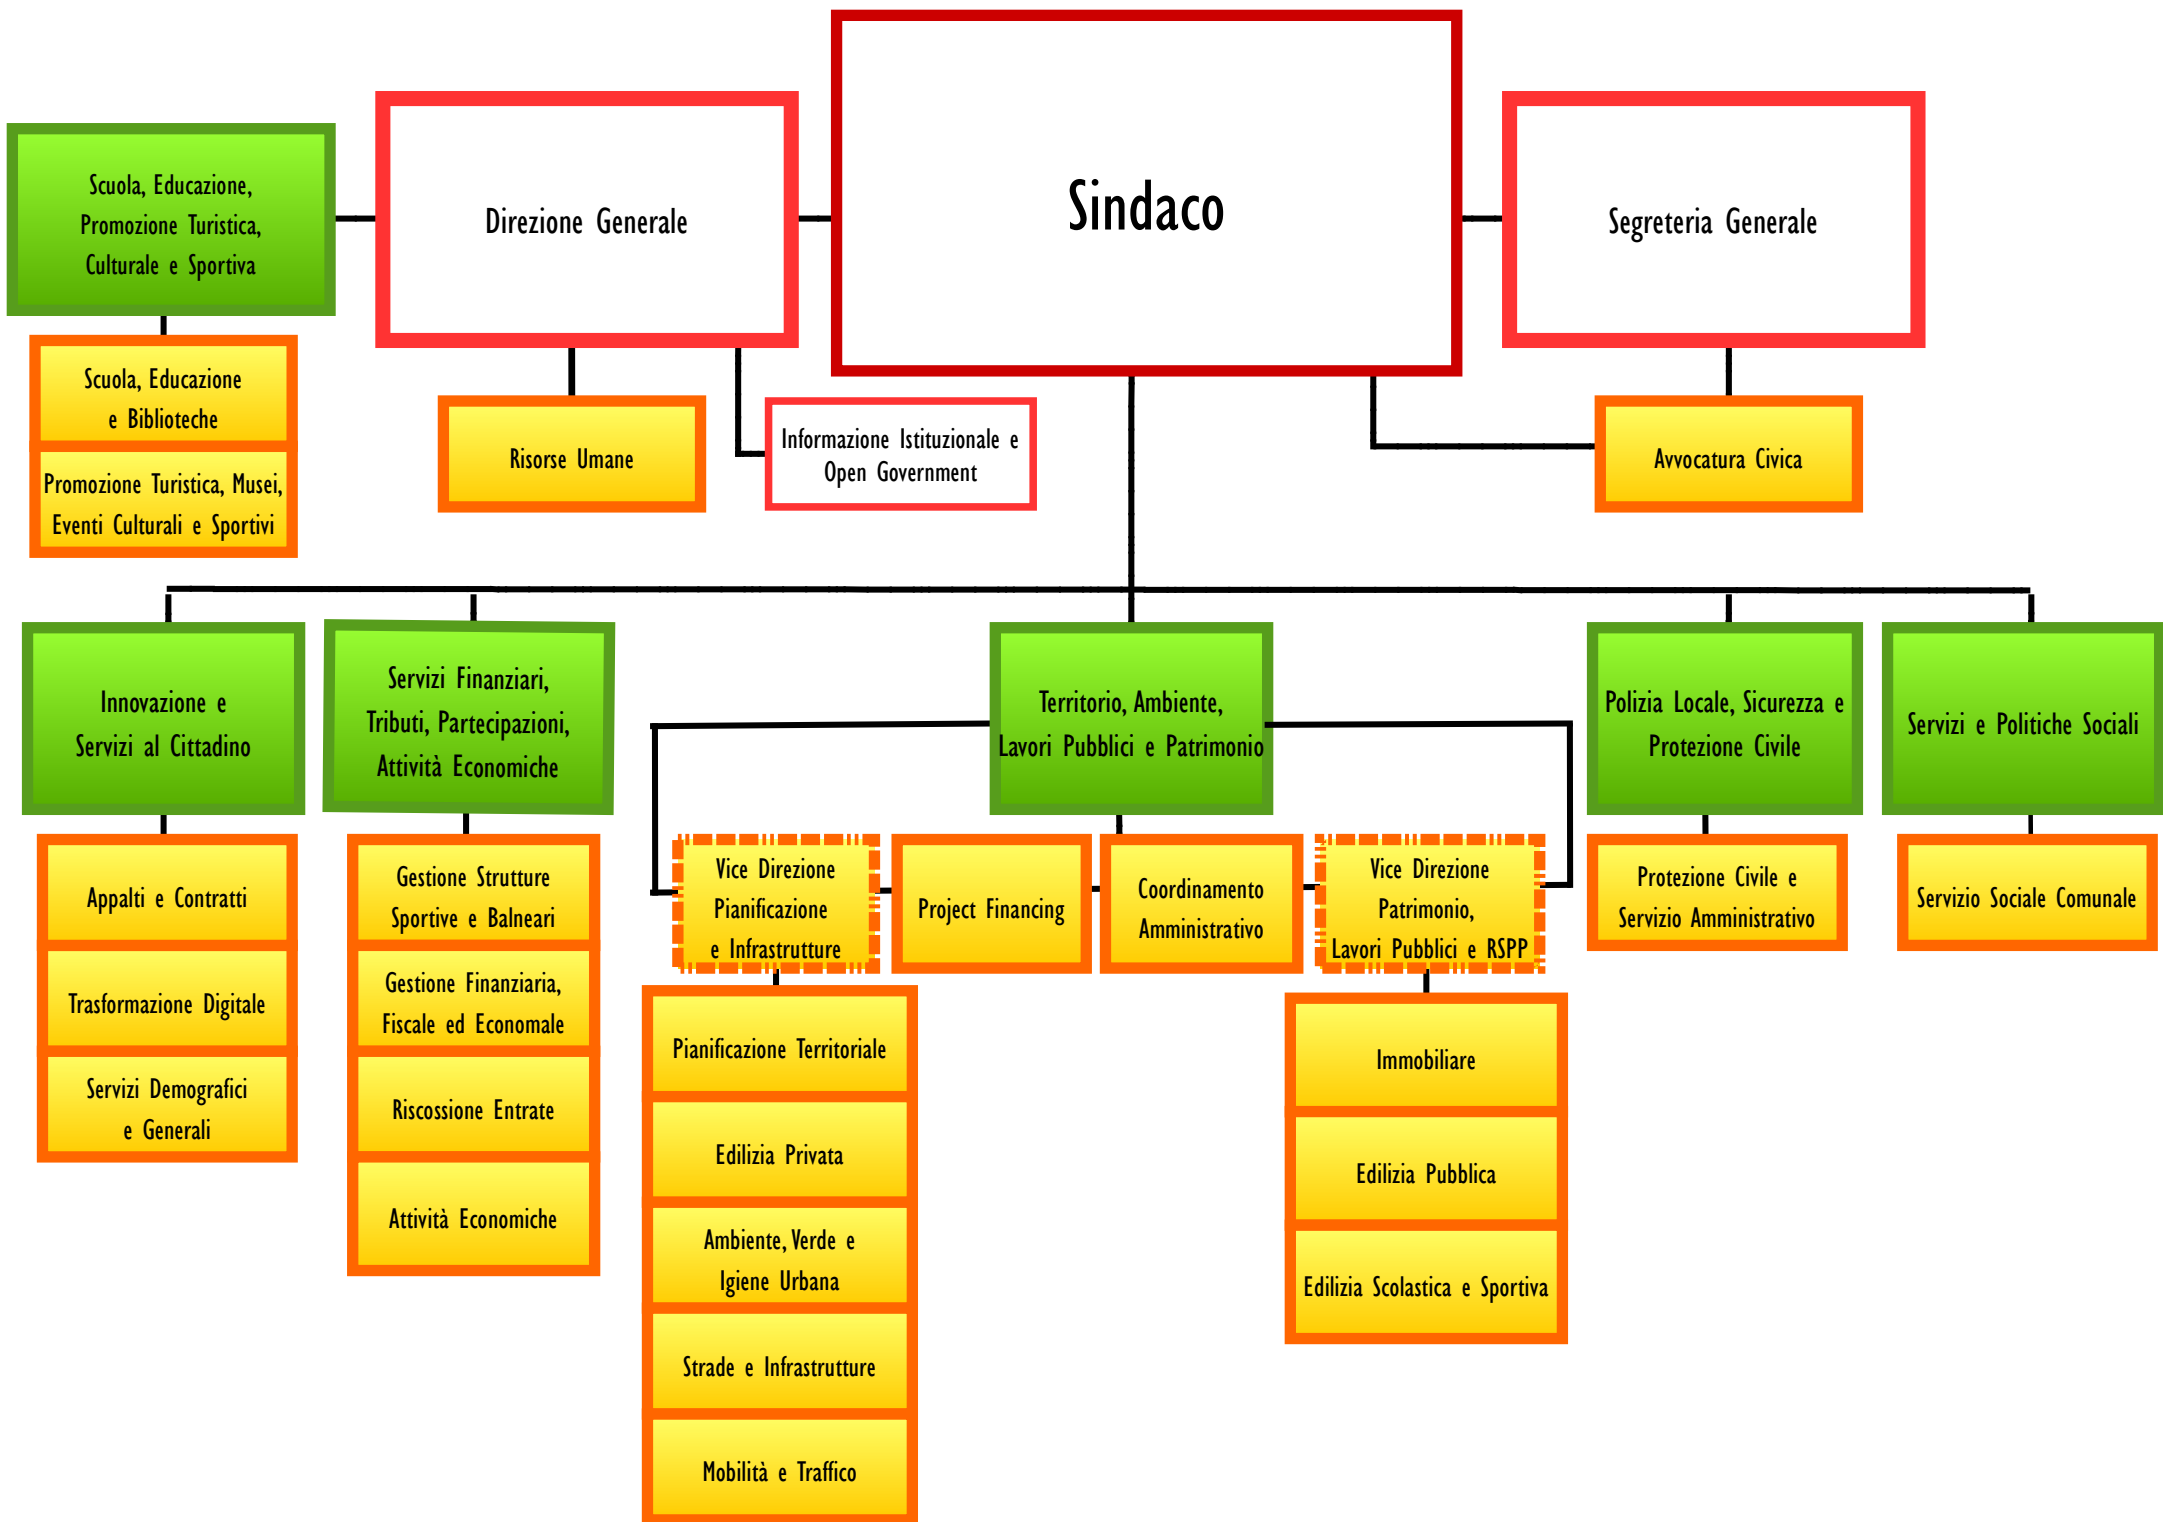 Sindaco
Direzione Generale
Segreteria Generale
Scuola, Educazione,
Promozione Turistica,
Culturale e Sportiva
Scuola, Educazione
e Biblioteche
Promozione Turistica, Musei,
Eventi Culturali e Sportivi
Risorse Umane
Informazione Istituzionale e
Open Government
Avvocatura Civica
Innovazione e
Servizi al Cittadino
Appalti e Contratti
Trasformazione Digitale
Servizi Demografici
e Generali
Servizi Finanziari,
Tributi, Partecipazioni,
Attività Economiche
Gestione Strutture
Sportive e Balneari
Gestione Finanziaria,
Fiscale ed Economale
Riscossione Entrate
Attività Economiche
Territorio, Ambiente,
Lavori Pubblici e Patrimonio
Vice Direzione
Pianificazione
e Infrastrutture
Project Financing
Coordinamento
Amministrativo
Vice Direzione
Patrimonio,
Lavori Pubblici e RSPP
Pianificazione Territoriale
Edilizia Privata
Ambiente, Verde e
Igiene Urbana
Strade e Infrastrutture
Mobilità e Traffico
Immobiliare
Edilizia Pubblica
Edilizia Scolastica e Sportiva
Polizia Locale, Sicurezza e
Protezione Civile
Protezione Civile e
Servizio Amministrativo
Servizi e Politiche Sociali
Servizio Sociale Comunale